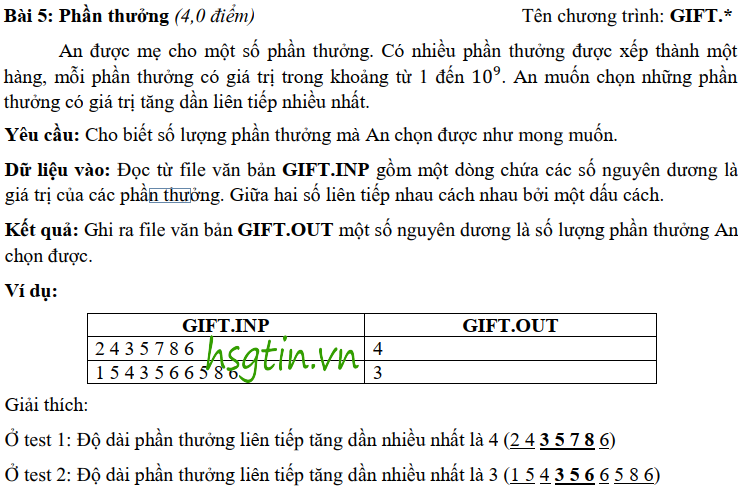 Bài 5: Phần thưởng (4,0 điểm) Tên chương trình: GIFT.*
An được mẹ cho một số phần thưởng. Có nhiều phần thưởng được xếp thành một
hàng, mỗi phần thưởng có giá trị trong khoảng từ 1 đến 10⁹. An muốn chọn những phần
thưởng có giá trị tăng dần liên tiếp nhiều nhất.
Yêu cầu: Cho biết số lượng phần thưởng mà An chọn được như mong muốn.
Dữ liệu vào: Đọc từ file văn bản GIFT.INP gồm một dòng chứa các số nguyên dương là
giá trị của các phần thưởng. Giữa hai số liên tiếp nhau cách nhau bởi một dấu cách.
Kết quả: Ghi ra file văn bản GIFT.OUT một số nguyên dương là số lượng phần thưởng An
chọn được.
Ví dụ:
GIFT.INP GIFT.OUT
2 4 3 5 7 8 6 4
1 5 4 3 5 6 6 5 8 6 3
hsgtin.vn
Giải thích:
Ở test 1: Độ dài phần thưởng liên tiếp tăng dần nhiều nhất là 4 (2 4 3 5 7 8 6)
Ở test 2: Độ dài phần thưởng liên tiếp tăng dần nhiều nhất là 3 (1 5 4 3 5 6 6 5 8 6)